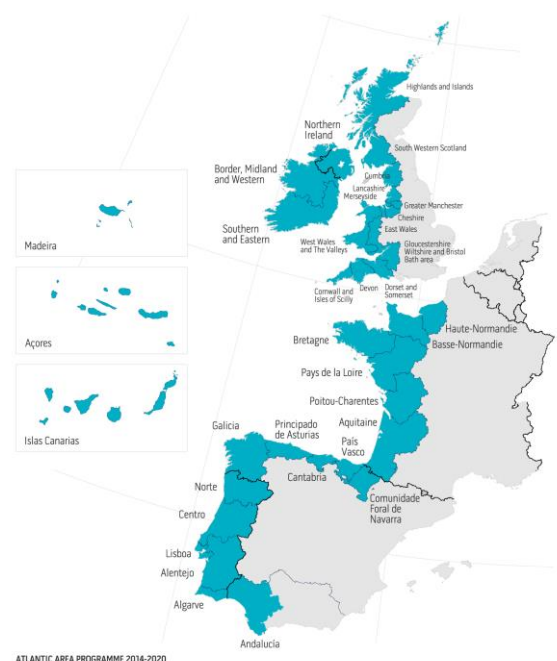 Highlands and Islands
Northern
Ireland
South Western Scotland
Border, Midland
and Western
Cumbria
Lancashire
Merseyside
Greater Manchester
Cheshire
East Wales
Southern
and Eastern
West Wales
and The Valleys
Gloucestershire
Wiltshire and Bristol
Bath area
Cornwall and
Isles of Scilly
Devon
Dorset and
Somerset
Madeira
Açores
Islas Canarias
Haute-Normandie
Basse-Normandie
Bretagne
Pays de la Loire
Poitou-Charentes
Aquitaine
Galicia
Principado
de Asturias
País
Vasco
Cantabria
Comunidade
Foral de
Navarra
Norte
Centro
Lisboa
Alentejo
Algarve
Andalucia
ATLANTIC AREA PROGRAMME 2014-2020